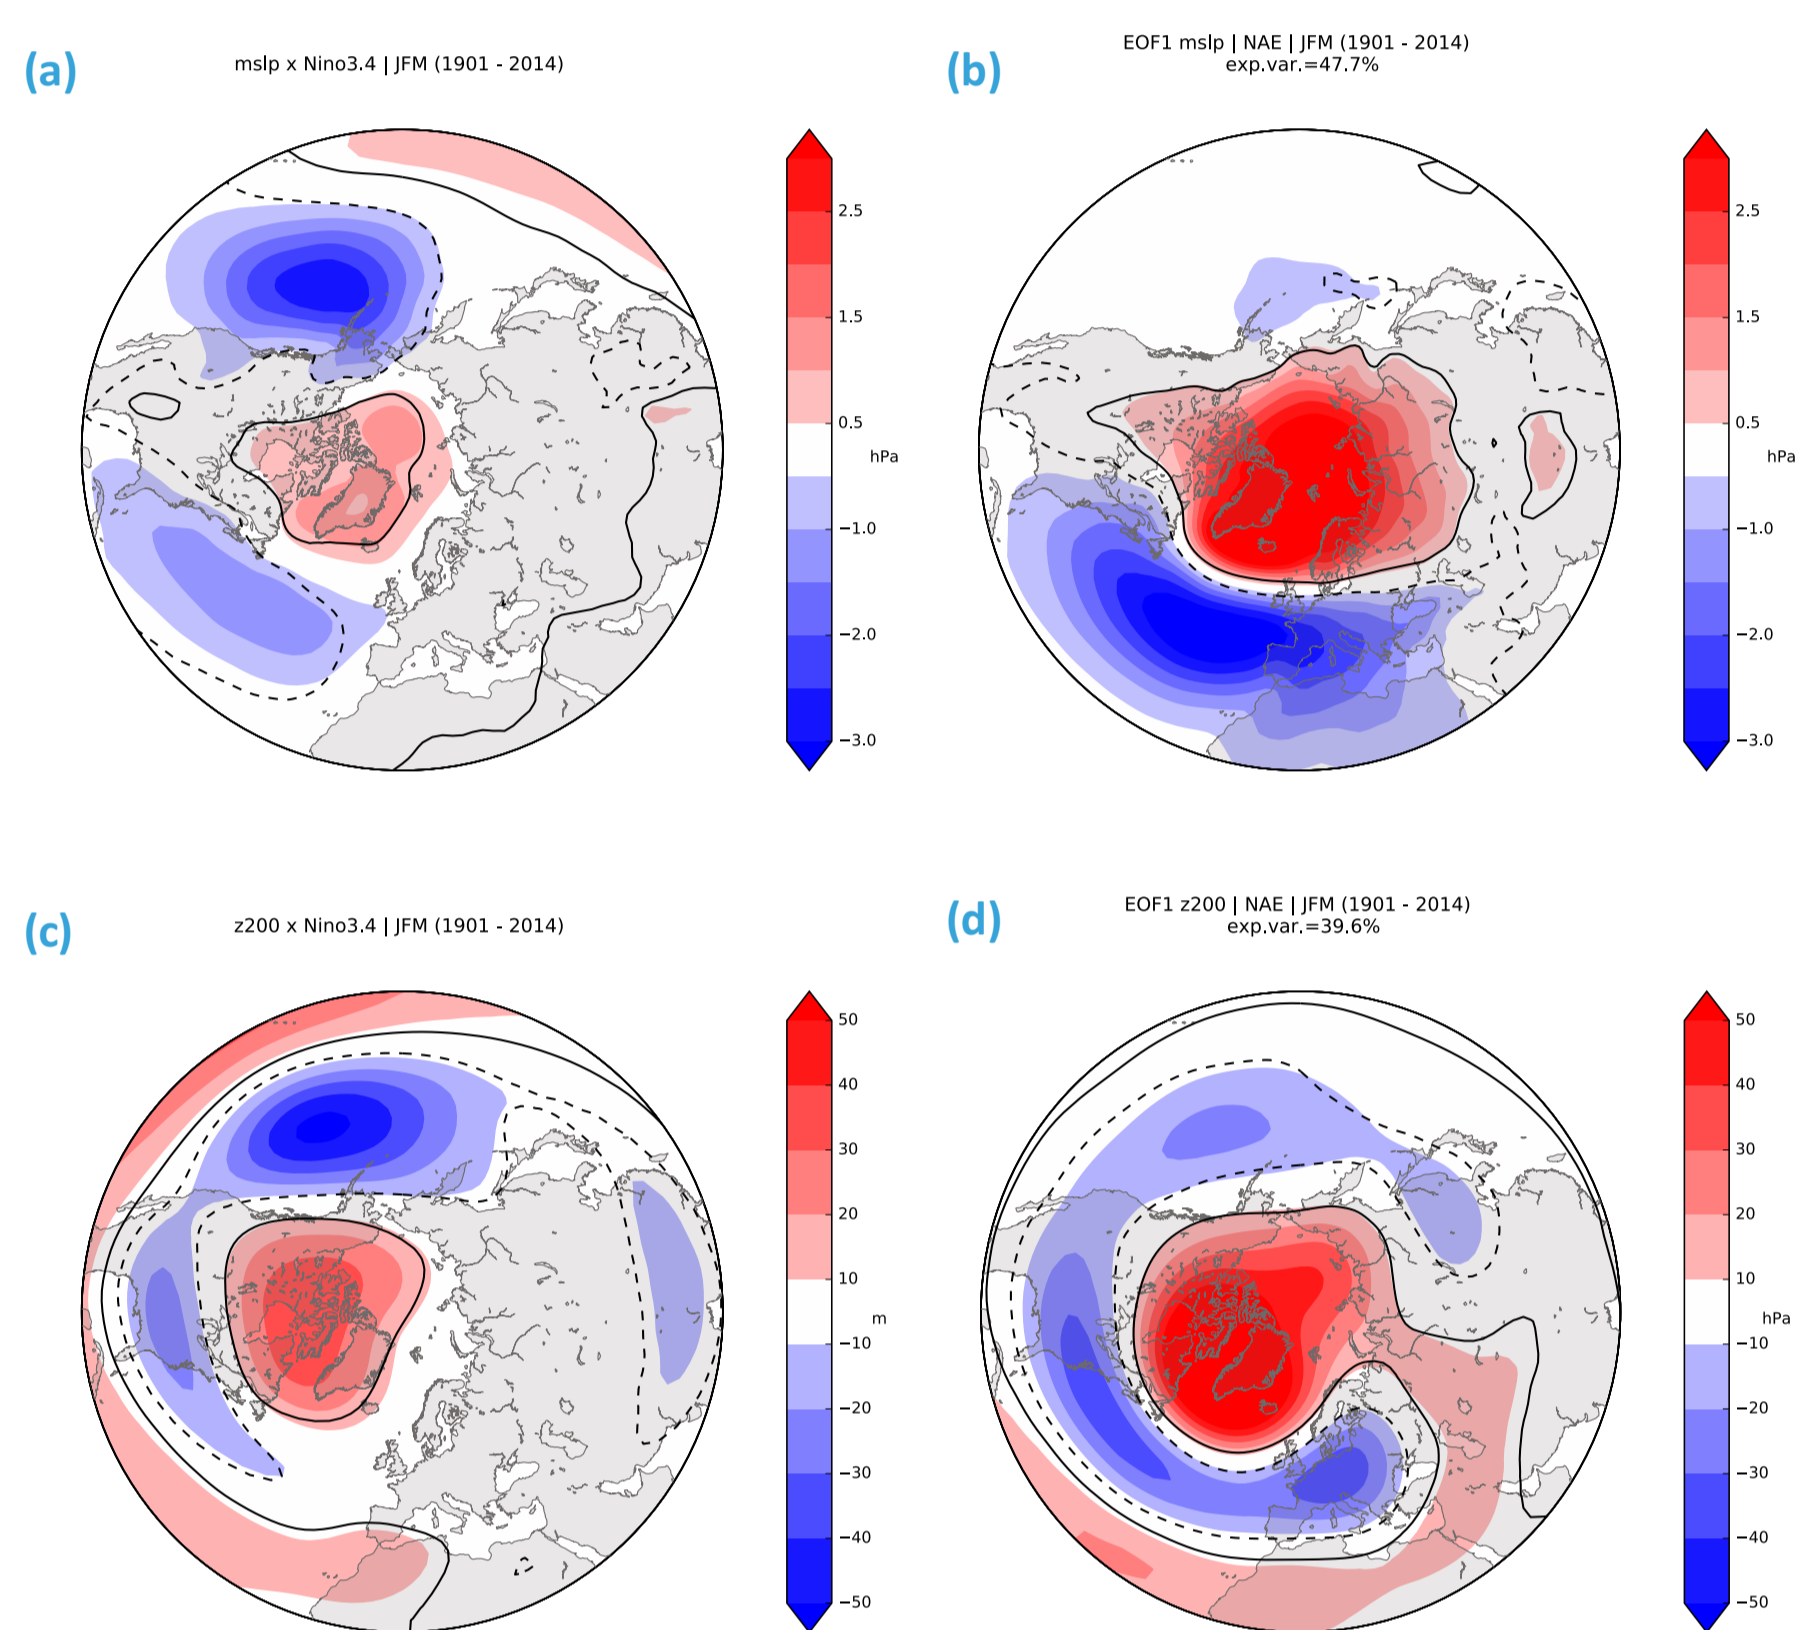 (a)
mslp x Nino3.4 | JFM (1901 - 2014)
2.5
1.5
0.5
hPa
−1.0
−2.0
−3.0
(b)
EOF1 mslp | NAE | JFM (1901 - 2014)
exp.var.=47.7%
2.5
1.5
0.5
hPa
−1.0
−2.0
−3.0
(c)
z200 x Nino3.4 | JFM (1901 - 2014)
50
40
30
20
10
m
−10
−20
−30
−40
−50
(d)
EOF1 z200 | NAE | JFM (1901 - 2014)
exp.var.=39.6%
50
40
30
20
10
hPa
−10
−20
−30
−40
−50